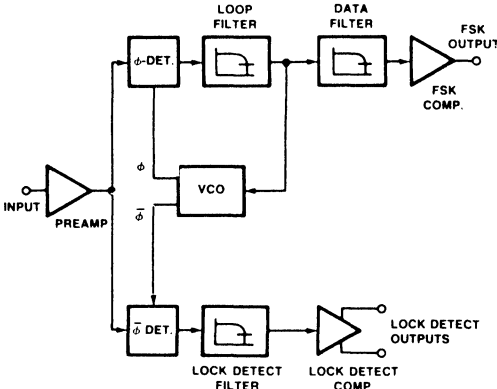 LOOP
FILTER
DATA
FILTER
FSK
OUTPUT
ϕ-DET.
FSK
COMP.
ϕ
VCO
INPUT
PREAMP
ϕ̄
ϕ̄ DET.
LOCK DETECT
OUTPUTS
LOCK DETECT
FILTER
LOCK DETECT
COMP